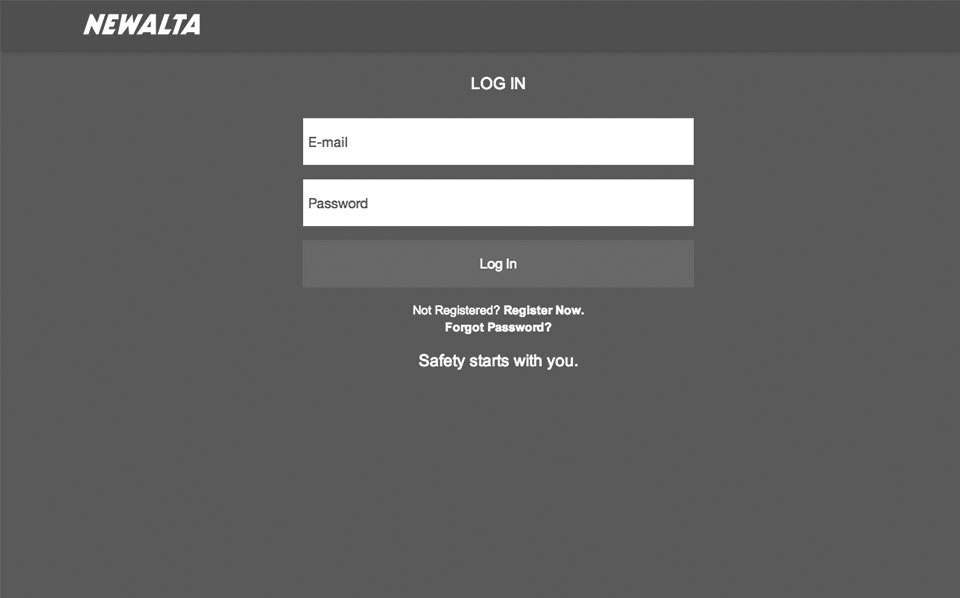 NEWALTA
LOG IN
E-mail
Password
Log In
Not Registered? Register Now.
Forgot Password?
Safety starts with you.